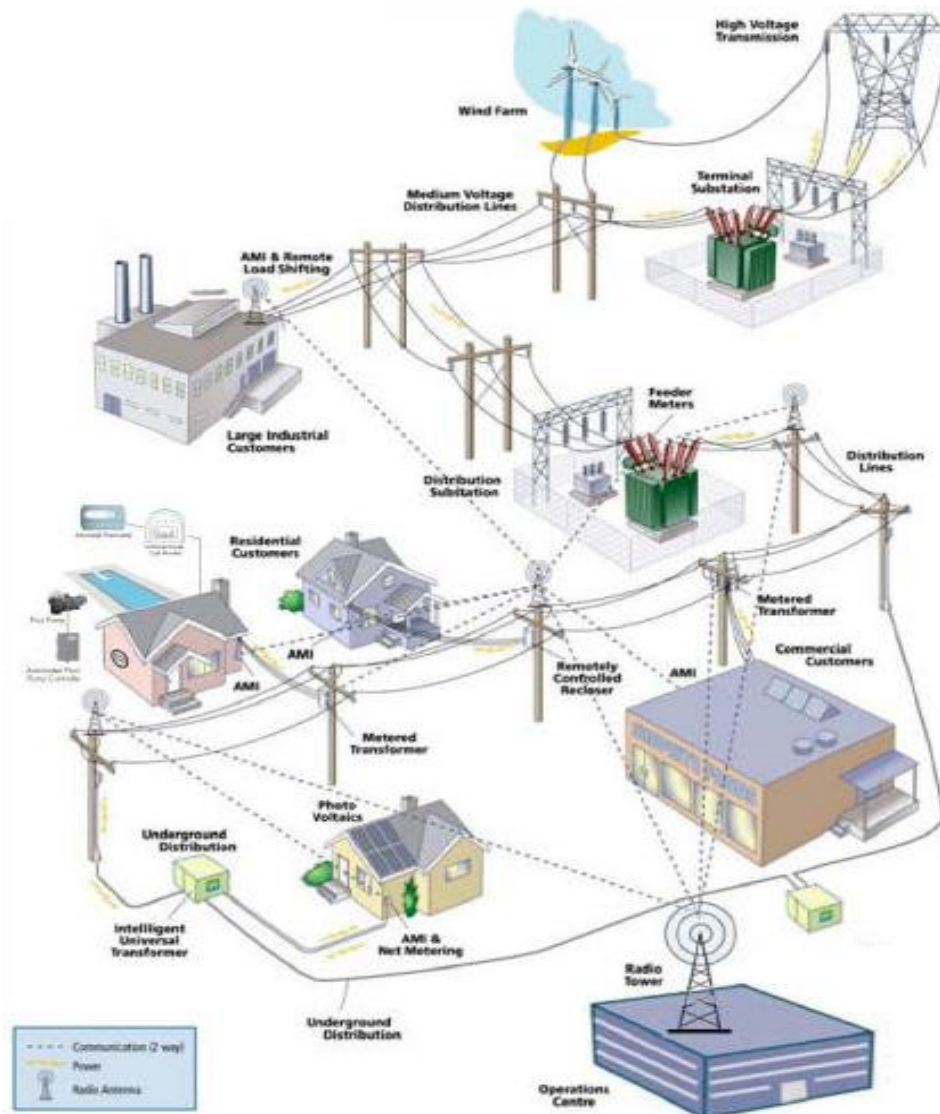 High Voltage
Transmission
Wind Farm
Terminal
Substation
Medium Voltage
Distribution Lines
AMI & Remote
Load Shifting
Feeder
Meters
Large Industrial
Customers
Distribution
Substation
Distribution
Lines
Residential
Customers
Metered
Transformer
Commercial
Customers
AMI
AMI
Remotely
Controlled
Recloser
AMI
Metered
Transformer
Photo
Voltaics
Underground
Distribution
Intelligent
Universal
Transformer
AMI &
Net Metering
Radio
Tower
Underground
Distribution
Communication (2 way)
Power
Radio Antenna
Operations
Centre